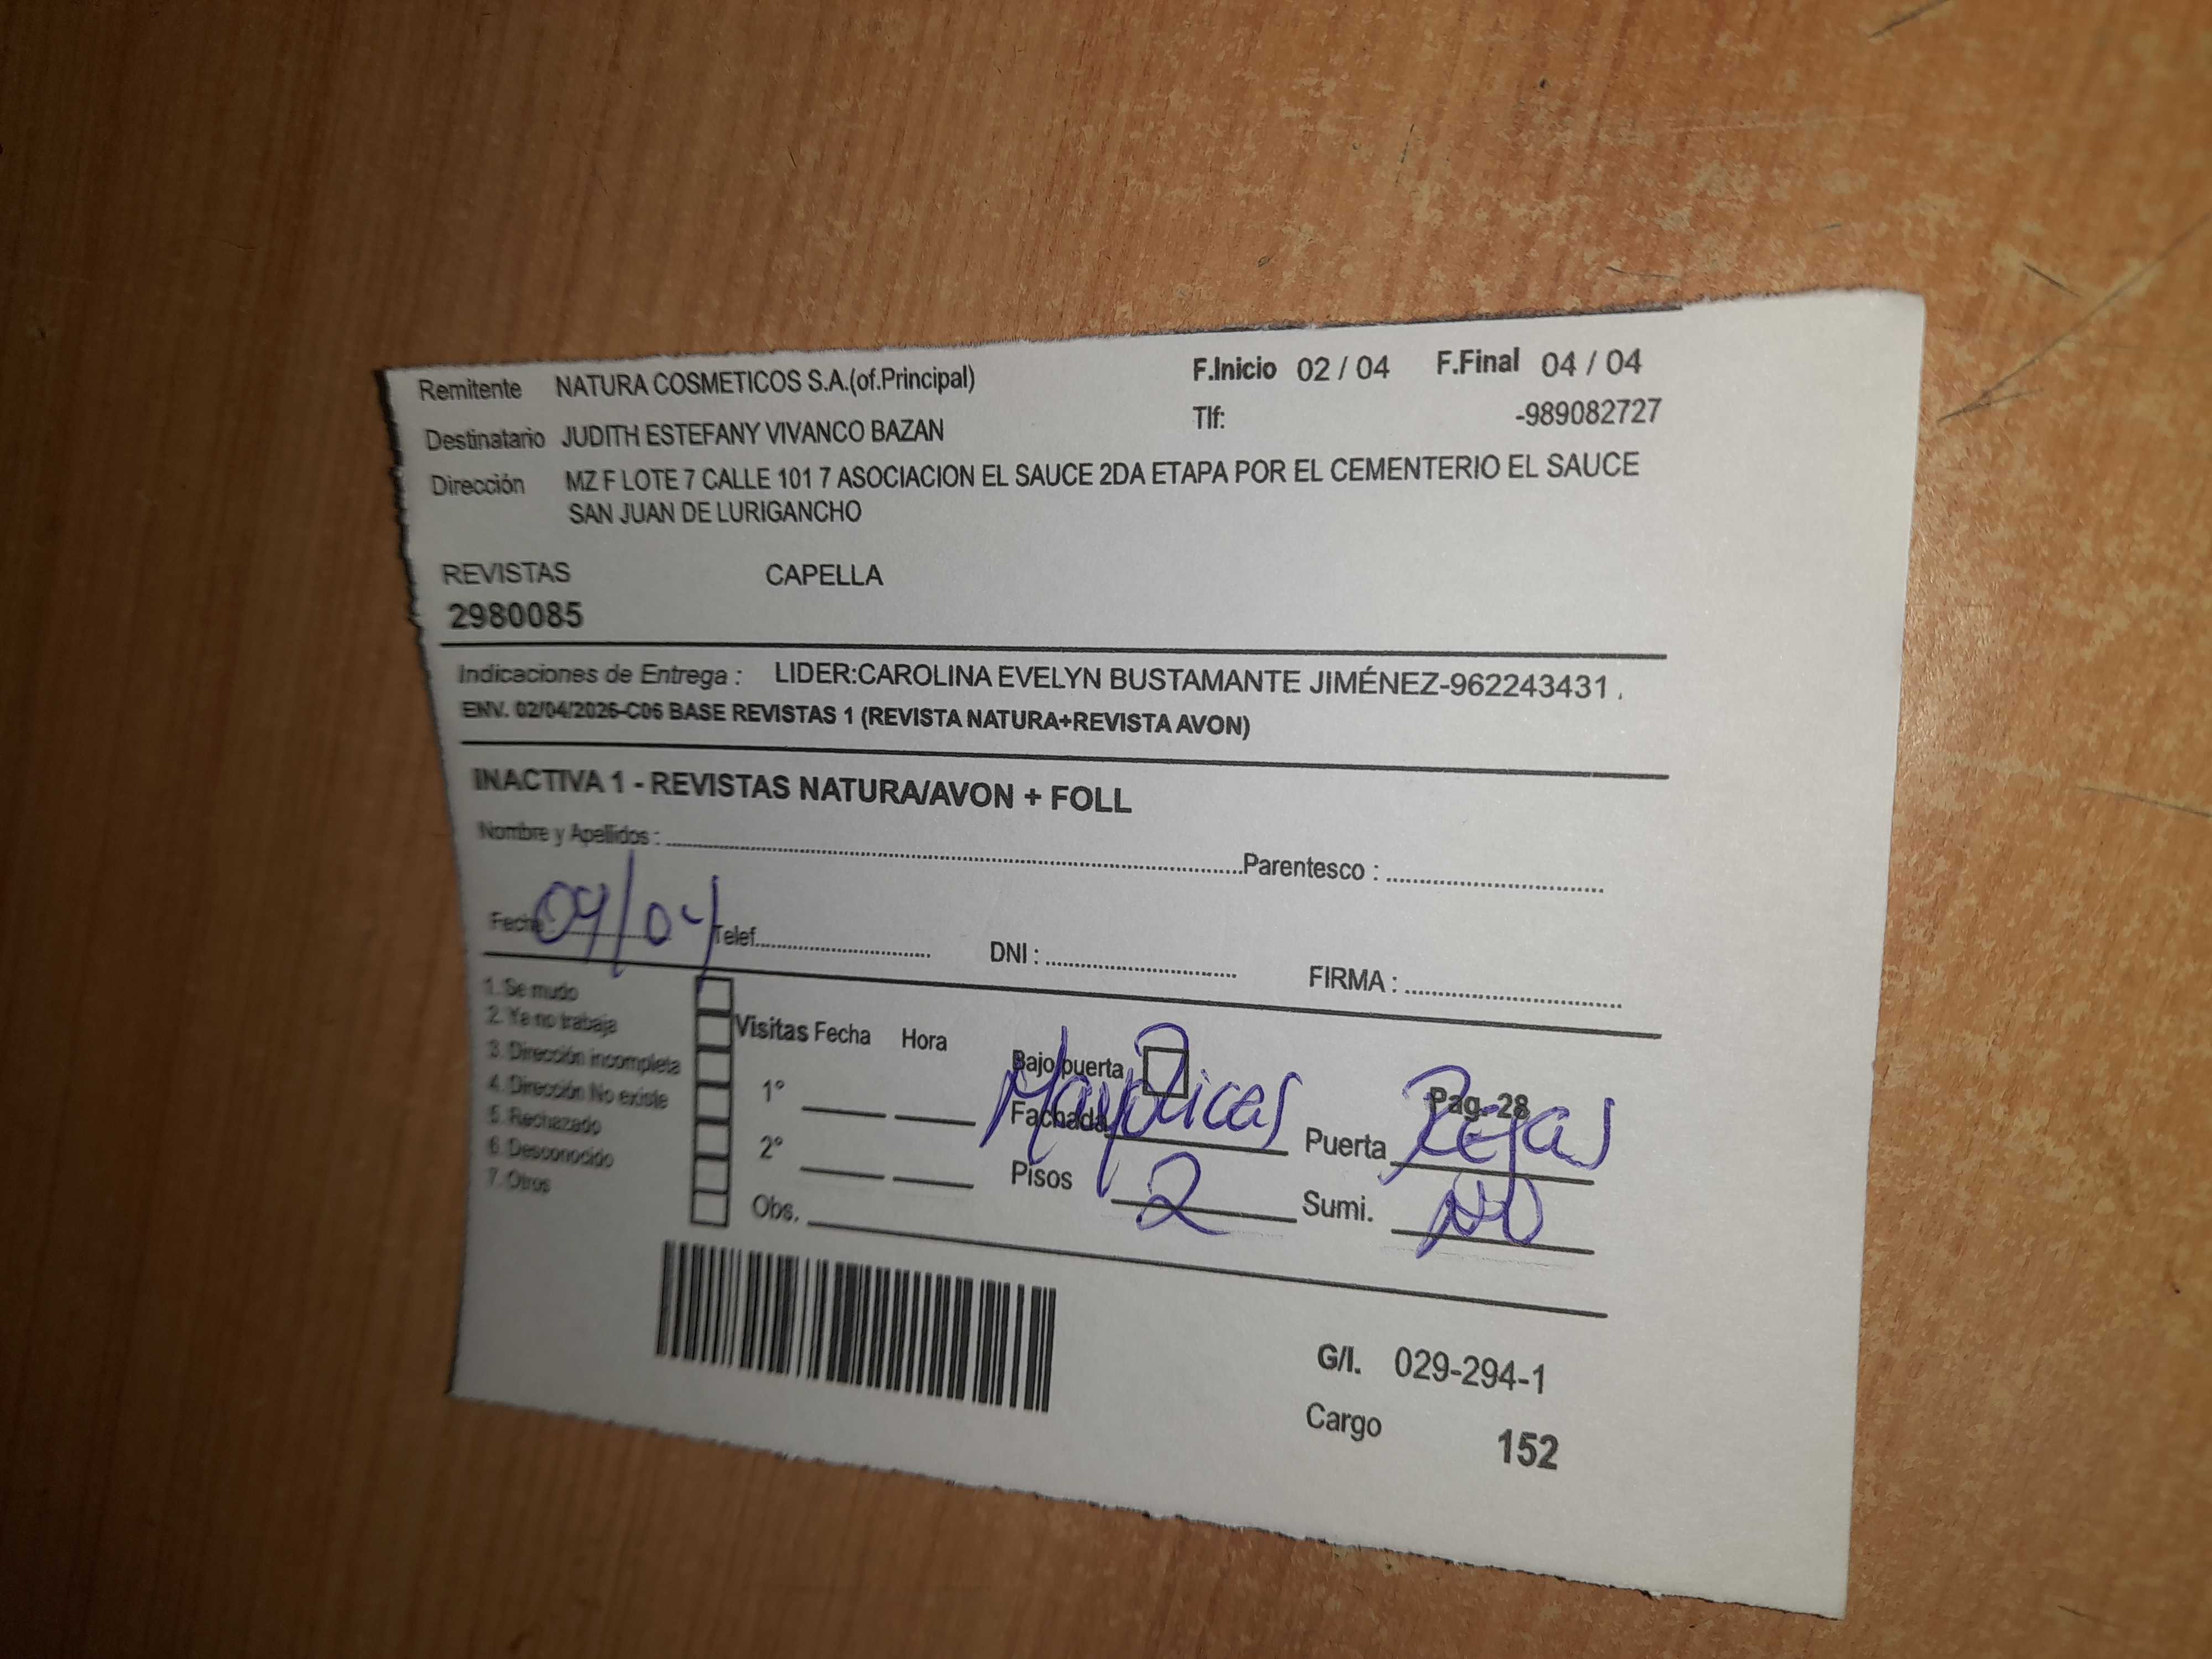 Remitente NATURA COSMETICOS S.A.(of.Principal) F.Inicio 02 / 04 F.Final 04 / 04
Destinatario JUDITH ESTEFANY VIVANCO BAZAN Tlf: -989082727
Dirección MZ F LOTE 7 CALLE 101 7 ASOCIACION EL SAUCE 2DA ETAPA POR EL CEMENTERIO EL SAUCE
SAN JUAN DE LURIGANCHO
REVISTAS CAPELLA
2980085
Indicaciones de Entrega : LIDER:CAROLINA EVELYN BUSTAMANTE JIMÉNEZ-962243431 .
ENV. 02/04/2026-C06 BASE REVISTAS 1 (REVISTA NATURA+REVISTA AVON)
INACTIVA 1 - REVISTAS NATURA/AVON + FOLL
Nombre y Apellidos : Parentesco :
Fecha : 04/04 Telef. DNI : FIRMA :
1. Se mudo
2. Ya no trabaja
3. Dirección incompleta
4. Dirección No existe
5. Rechazado
6. Desconocido
7. Otros
Visitas Fecha Hora
1°
2°
Obs.
Bajo puerta Pag. 28
Fachada Mayolicas Puerta Rejas
Pisos 2 Sumi. NO
G/I. 029-294-1
Cargo 152